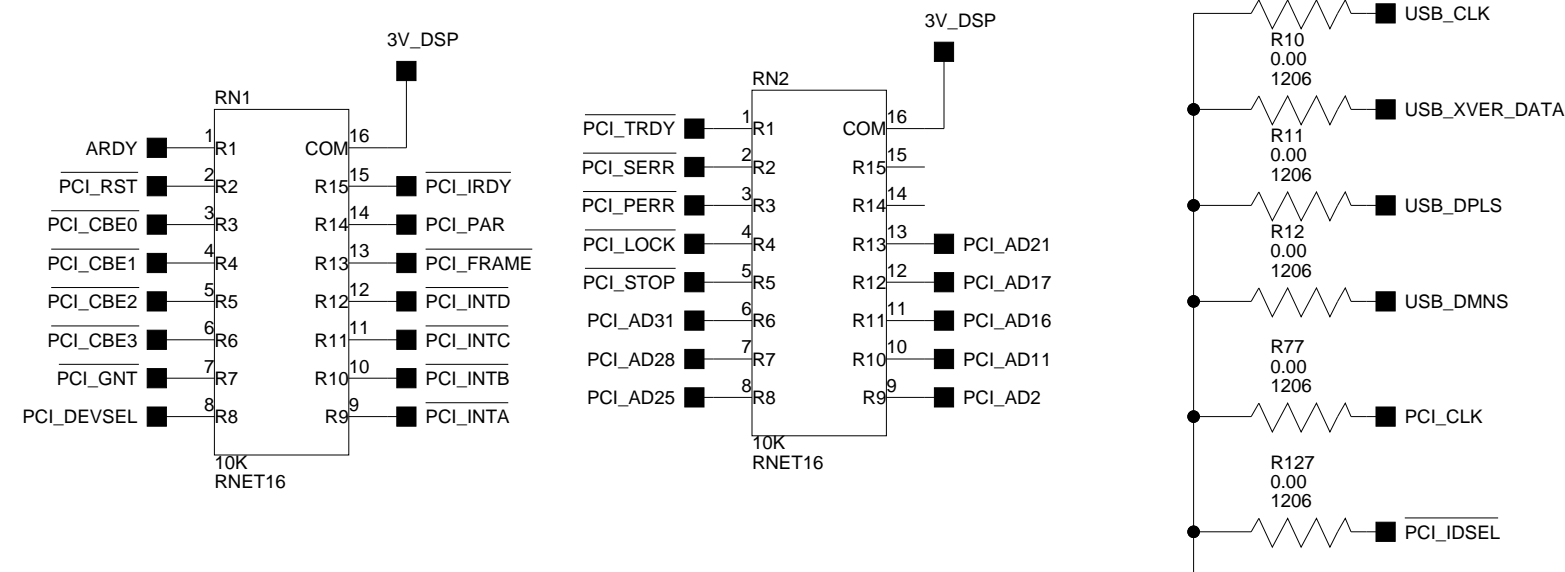 3V_DSP
RN1
ARDY 1 R1 COM 16
PCI_RST 2 R2 R15 15 PCI_IRDY
PCI_CBE0 3 R3 R14 14 PCI_PAR
PCI_CBE1 4 R4 R13 13 PCI_FRAME
PCI_CBE2 5 R5 R12 12 PCI_INTD
PCI_CBE3 6 R6 R11 11 PCI_INTC
PCI_GNT 7 R7 R10 10 PCI_INTB
PCI_DEVSEL 8 R8 R9 9 PCI_INTA
10K
RNET16
3V_DSP
RN2
PCI_TRDY 1 R1 COM 16
PCI_SERR 2 R2 R15 15
PCI_PERR 3 R3 R14 14
PCI_LOCK 4 R4 R13 13 PCI_AD21
PCI_STOP 5 R5 R12 12 PCI_AD17
PCI_AD31 6 R6 R11 11 PCI_AD16
PCI_AD28 7 R7 R10 10 PCI_AD11
PCI_AD25 8 R8 R9 9 PCI_AD2
10K
RNET16
USB_CLK
R10
0.00
1206
USB_XVER_DATA
R11
0.00
1206
USB_DPLS
R12
0.00
1206
USB_DMNS
R77
0.00
1206
PCI_CLK
R127
0.00
1206
PCI_IDSEL